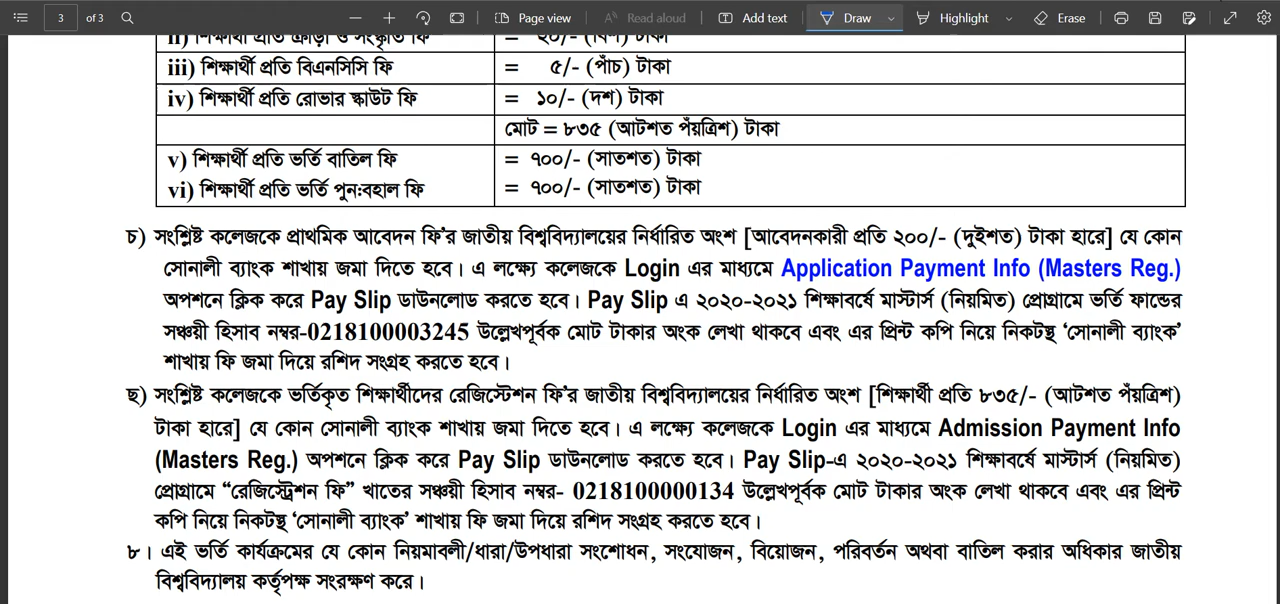 3 of 3 Page view Read aloud Add text Draw Highlight Erase
ii) শিক্ষার্থী প্রতি ক্রীড়া ও সংস্কৃতি ফি = ২০/- (বিশ) টাকা
iii) শিক্ষার্থী প্রতি বিএনসিসি ফি = ৫/- (পাঁচ) টাকা
iv) শিক্ষার্থী প্রতি রোভার স্কাউট ফি = ১০/- (দশ) টাকা
মোট = ৮৩৫ (আটশত পঁয়ত্রিশ) টাকা
v) শিক্ষার্থী প্রতি ভর্তি বাতিল ফি = ৭০০/- (সাতশত) টাকা
vi) শিক্ষার্থী প্রতি ভর্তি পুনঃবহাল ফি = ৭০০/- (সাতশত) টাকা
চ) সংশ্লিষ্ট কলেজকে প্রাথমিক আবেদন ফি’র জাতীয় বিশ্ববিদ্যালয়ের নির্ধারিত অংশ [আবেদনকারী প্রতি ২০০/- (দুইশত) টাকা হারে] যে কোন
সোনালী ব্যাংক শাখায় জমা দিতে হবে। এ লক্ষ্যে কলেজকে Login এর মাধ্যমে Application Payment Info (Masters Reg.)
অপশনে ক্লিক করে Pay Slip ডাউনলোড করতে হবে। Pay Slip এ ২০২০-২০২১ শিক্ষাবর্ষে মাস্টার্স (নিয়মিত) প্রোগ্রামে ভর্তি ফান্ডের
সঞ্চয়ী হিসাব নম্বর-0218100003245 উল্লেখপূর্বক মোট টাকার অংক লেখা থাকবে এবং এর প্রিন্ট কপি নিয়ে নিকটস্থ ‘সোনালী ব্যাংক’
শাখায় ফি জমা দিয়ে রশিদ সংগ্রহ করতে হবে।
ছ) সংশ্লিষ্ট কলেজকে ভর্তিকৃত শিক্ষার্থীদের রেজিস্টেশন ফি’র জাতীয় বিশ্ববিদ্যালয়ের নির্ধারিত অংশ [শিক্ষার্থী প্রতি ৮৩৫/- (আটশত পঁয়ত্রিশ)
টাকা হারে] যে কোন সোনালী ব্যাংক শাখায় জমা দিতে হবে। এ লক্ষ্যে কলেজকে Login এর মাধ্যমে Admission Payment Info
(Masters Reg.) অপশনে ক্লিক করে Pay Slip ডাউনলোড করতে হবে। Pay Slip-এ ২০২০-২০২১ শিক্ষাবর্ষে মাস্টার্স (নিয়মিত)
প্রোগ্রামে “রেজিস্ট্রেশন ফি” খাতের সঞ্চয়ী হিসাব নম্বর- 0218100000134 উল্লেখপূর্বক মোট টাকার অংক লেখা থাকবে এবং এর প্রিন্ট
কপি নিয়ে নিকটস্থ ‘সোনালী ব্যাংক’ শাখায় ফি জমা দিয়ে রশিদ সংগ্রহ করতে হবে।
৮। এই ভর্তি কার্যক্রমের যে কোন নিয়মাবলী/ধারা/উপধারা সংশোধন, সংযোজন, বিয়োজন, পরিবর্তন অথবা বাতিল করার অধিকার জাতীয়
বিশ্ববিদ্যালয় কর্তৃপক্ষ সংরক্ষণ করে।